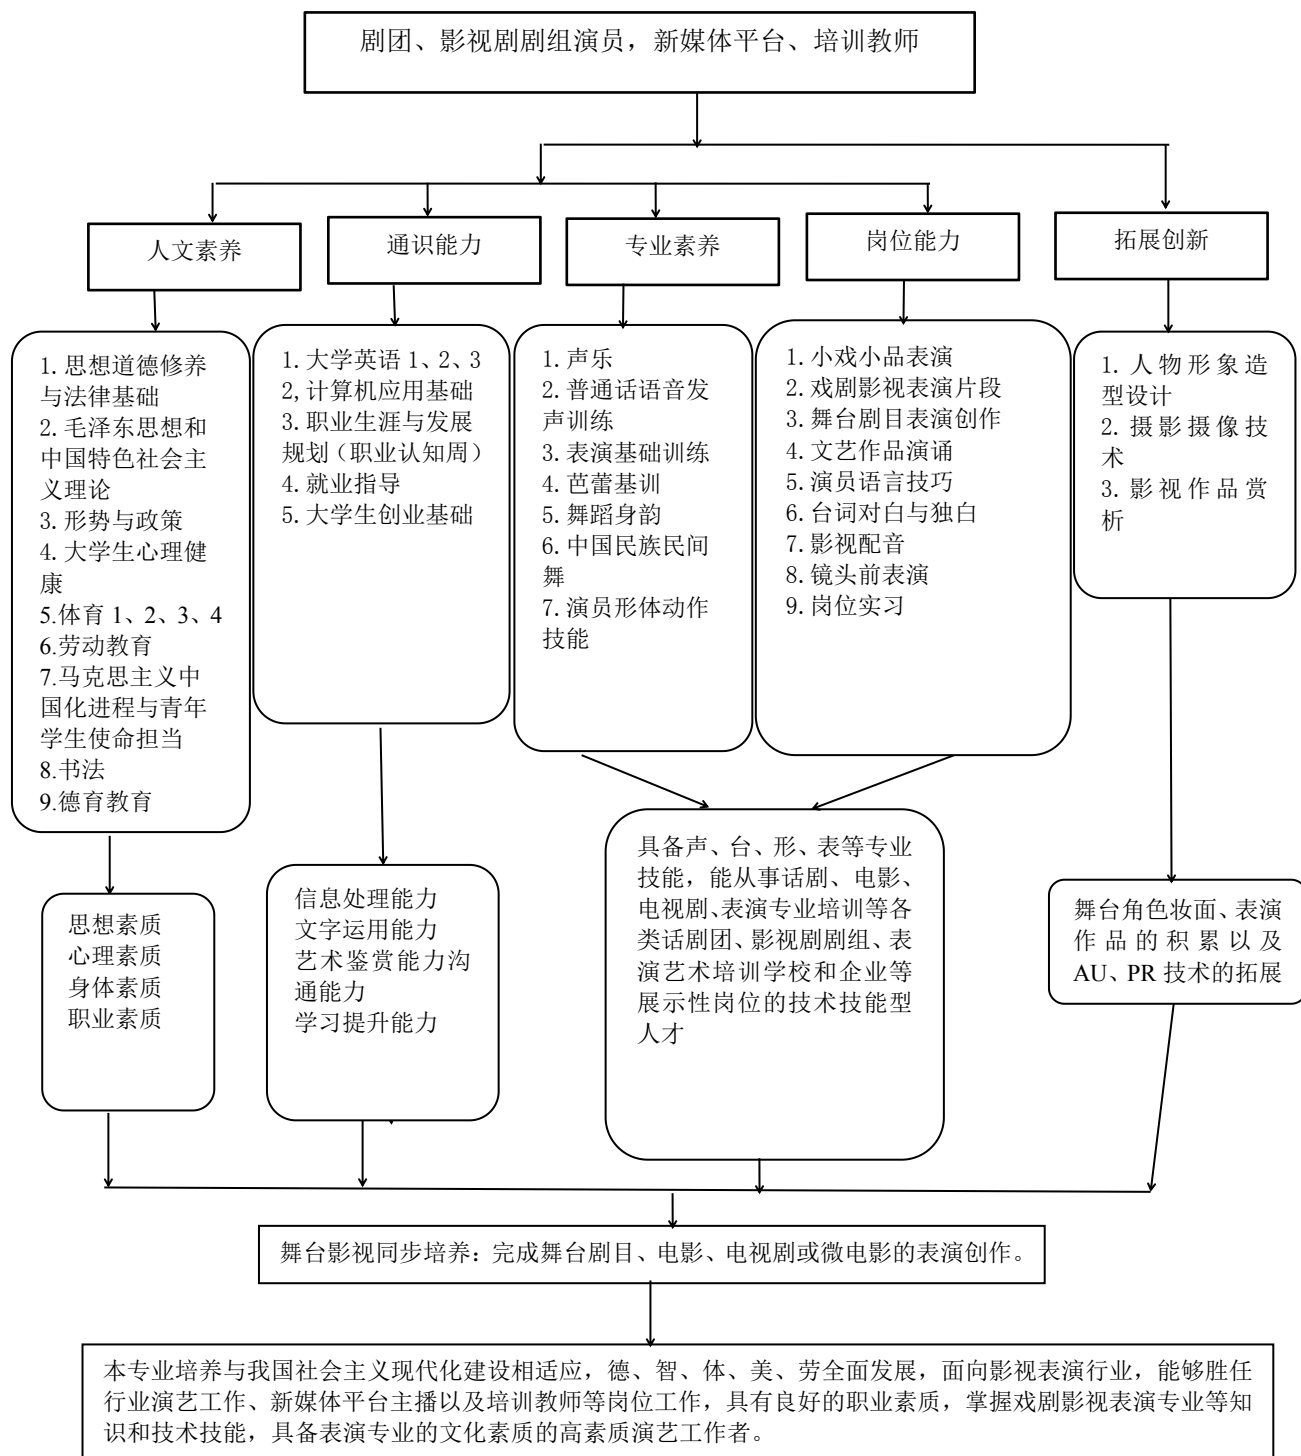 剧团、影视剧剧组演员，新媒体平台、培训教师
人文素养
通识能力
专业素养
岗位能力
拓展创新
1.思想道德修养
与法律基础
2.毛泽东思想和
中国特色社会主
义理论
3.形势与政策
4.大学生心理健
康
5.体育 1、2、3、4
6.劳动教育
7.马克思主义中
国化进程与青年
学生使命担当
8.书法
9.德育教育
1.大学英语 1、2、3
2,计算机应用基础
3.职业生涯与发展
规划（职业认知周）
4.就业指导
5.大学生创业基础
1.声乐
2.普通话语音发
声训练
3.表演基础训练
4.芭蕾基训
5.舞蹈身韵
6.中国民族民间
舞
7.演员形体动作
技能
1.小戏小品表演
2.戏剧影视表演片段
3.舞台剧目表演创作
4.文艺作品演诵
5.演员语言技巧
6.台词对白与独白
7.影视配音
8.镜头前表演
9.岗位实习
1.人物形象造
型设计
2.摄影摄像技
术
3.影视作品赏
析
思想素质
心理素质
身体素质
职业素质
信息处理能力
文字运用能力
艺术鉴赏能力沟
通能力
学习提升能力
具备声、台、形、表等专业
技能，能从事话剧、电影、
电视剧、表演专业培训等各
类话剧团、影视剧剧组、表
演艺术培训学校和企业等
展示性岗位的技术技能型
人才
舞台角色妆面、表演
作品的积累以及
AU、PR 技术的拓展
舞台影视同步培养：完成舞台剧目、电影、电视剧或微电影的表演创作。
本专业培养与我国社会主义现代化建设相适应，德、智、体、美、劳全面发展，面向影视表演行业，能够胜任
行业演艺工作、新媒体平台主播以及培训教师等岗位工作，具有良好的职业素质，掌握戏剧影视表演专业等知
识和技术技能，具备表演专业的文化素质的高素质演艺工作者。